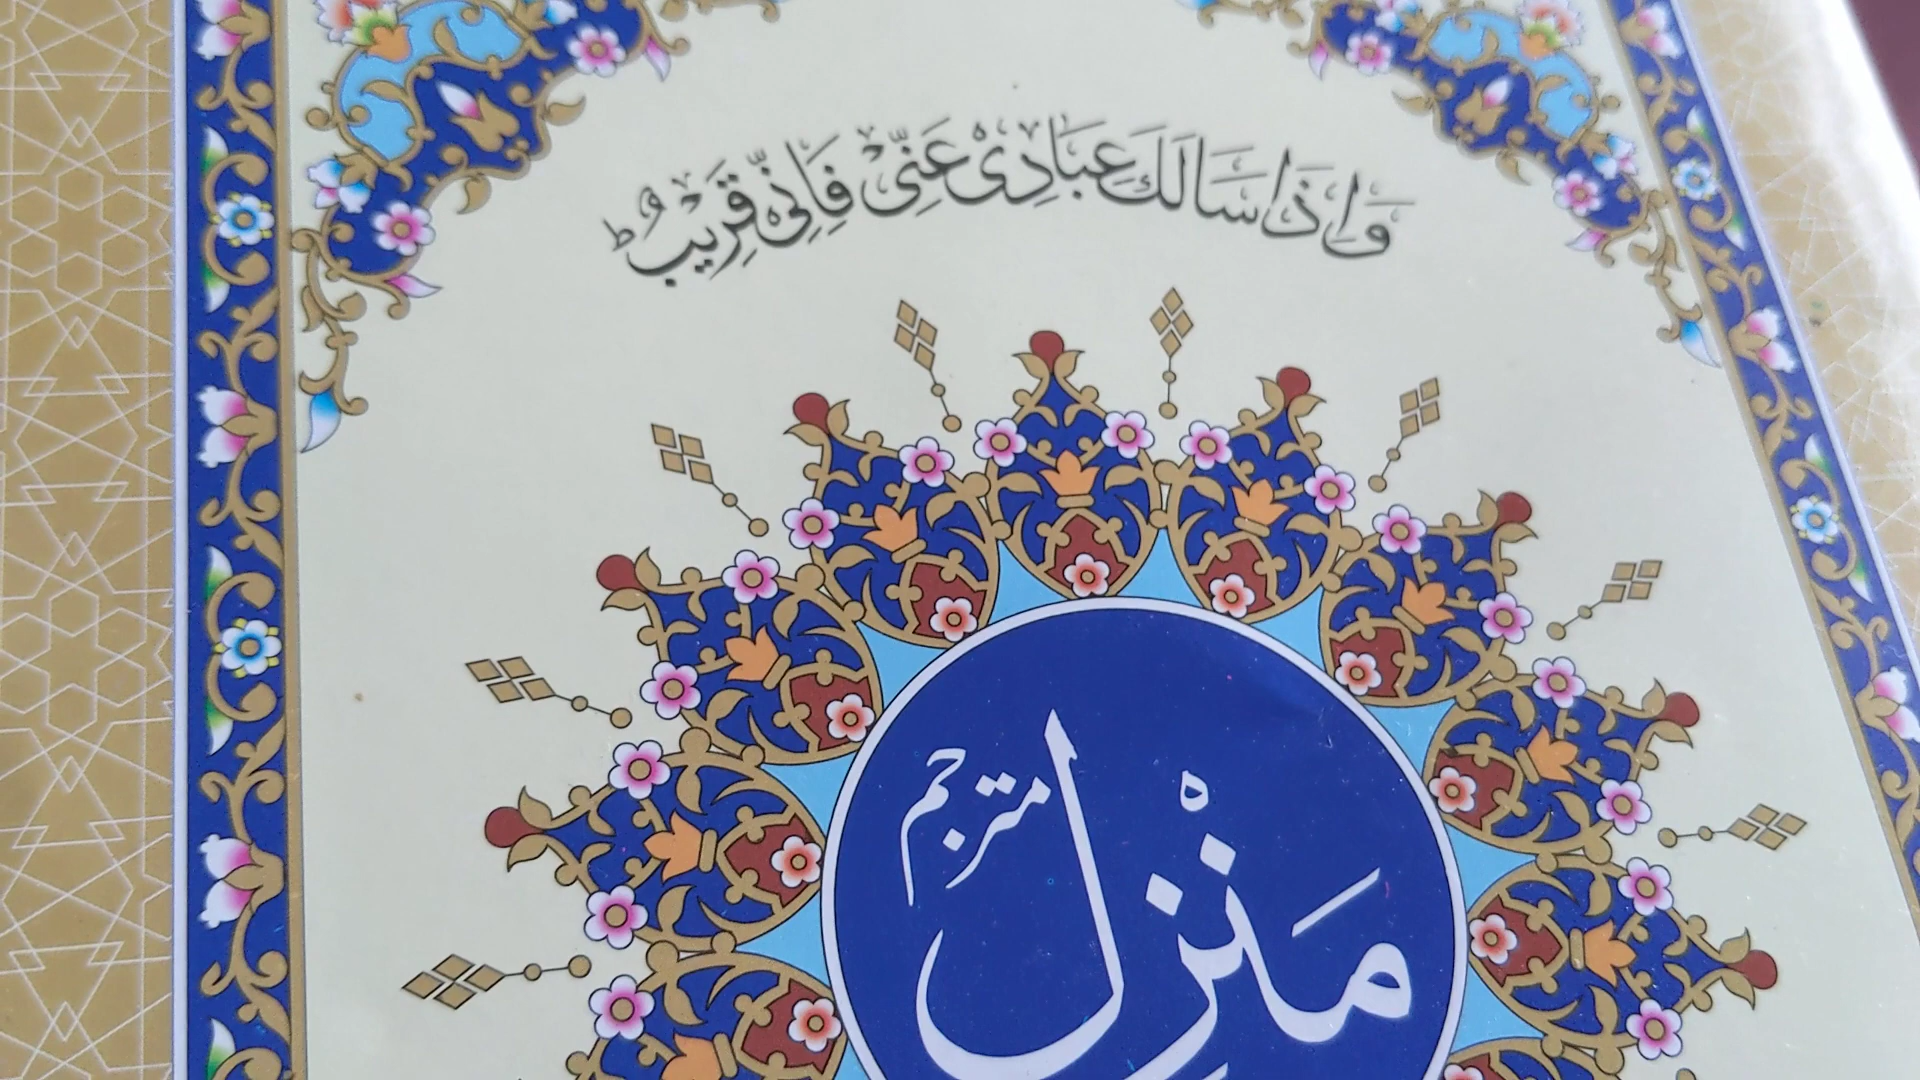 وَاِذَا سَاَلَكَ عِبَادِیْ عَنِّیْ فَاِنِّیْ قَرِیْبٌ ؕ
مَنْزِل
مترجم